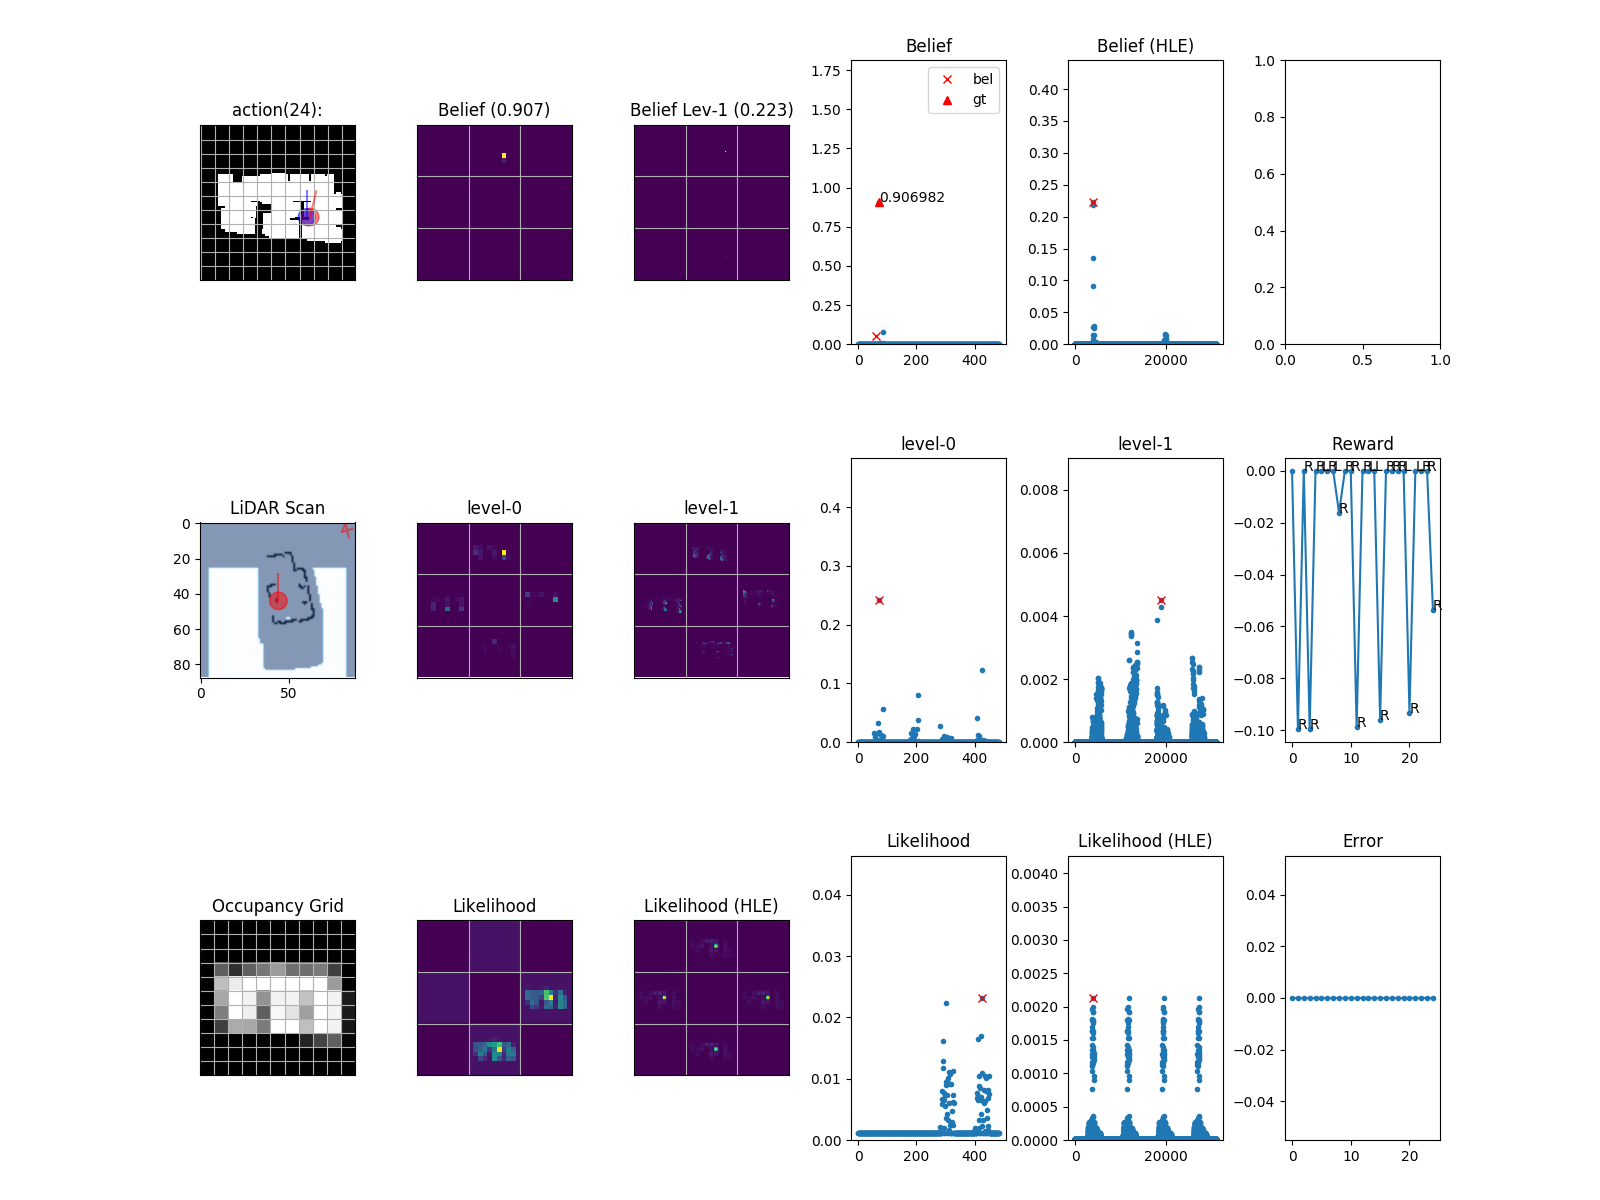 Belief
Belief (HLE)
1.75
1.50
1.25
1.00
0.75
0.50
0.25
0.00
0 200 400
bel
gt
0.906982
0.40
0.35
0.30
0.25
0.20
0.15
0.10
0.05
0.00
0 20000
1.0
0.8
0.6
0.4
0.2
0.0
0.0 0.5 1.0
action(24):
Belief (0.907)
Belief Lev-1 (0.223)
level-0
level-1
Reward
0.4
0.3
0.2
0.1
0.0
0 200 400
0.008
0.006
0.004
0.002
0.000
0 20000
0.00
−0.02
−0.04
−0.06
−0.08
−0.10
0 10 20
R
R
R
R
R
R
R
R
LiDAR Scan
level-0
level-1
0
20
40
60
80
0 50
Likelihood
Likelihood (HLE)
Error
0.04
0.03
0.02
0.01
0.00
0 200 400
0.0040
0.0035
0.0030
0.0025
0.0020
0.0015
0.0010
0.0005
0.0000
0 20000
0.04
0.02
0.00
−0.02
−0.04
0 10 20
Occupancy Grid
Likelihood
Likelihood (HLE)